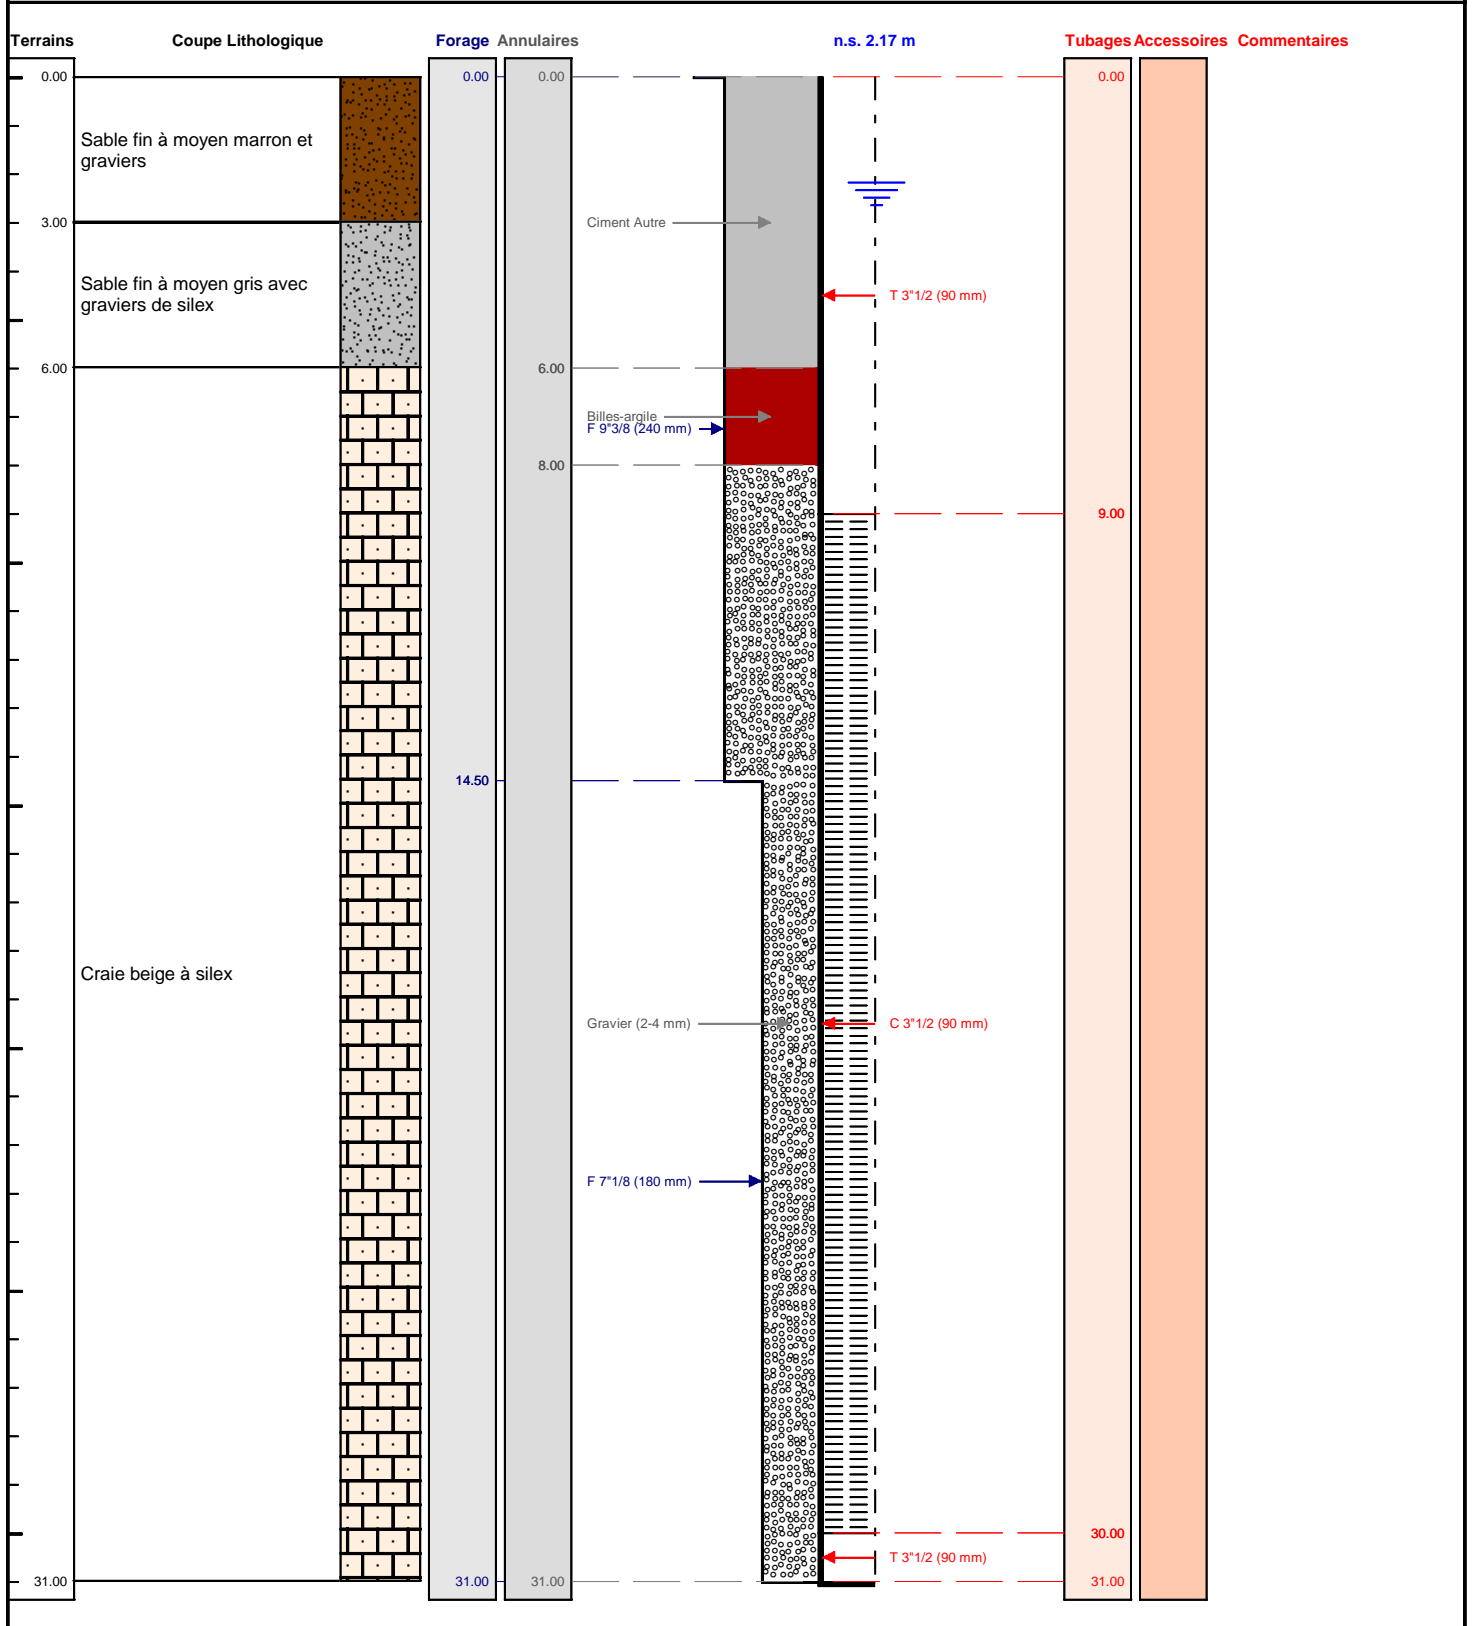 Terrains Coupe Lithologique Forage Annulaires n.s. 2.17 m Tubages Accessoires Commentaires
0.00 0.00 0.00 0.00
Sable fin à moyen marron et
graviers
3.00 Ciment Autre
Sable fin à moyen gris avec
graviers de silex
T 3"1/2 (90 mm)
6.00 6.00
Billes-argile
F 9"3/8 (240 mm)
8.00
9.00
14.50
Craie beige à silex
Gravier (2-4 mm) C 3"1/2 (90 mm)
F 7"1/8 (180 mm)
30.00
T 3"1/2 (90 mm)
31.00 31.00 31.00 31.00